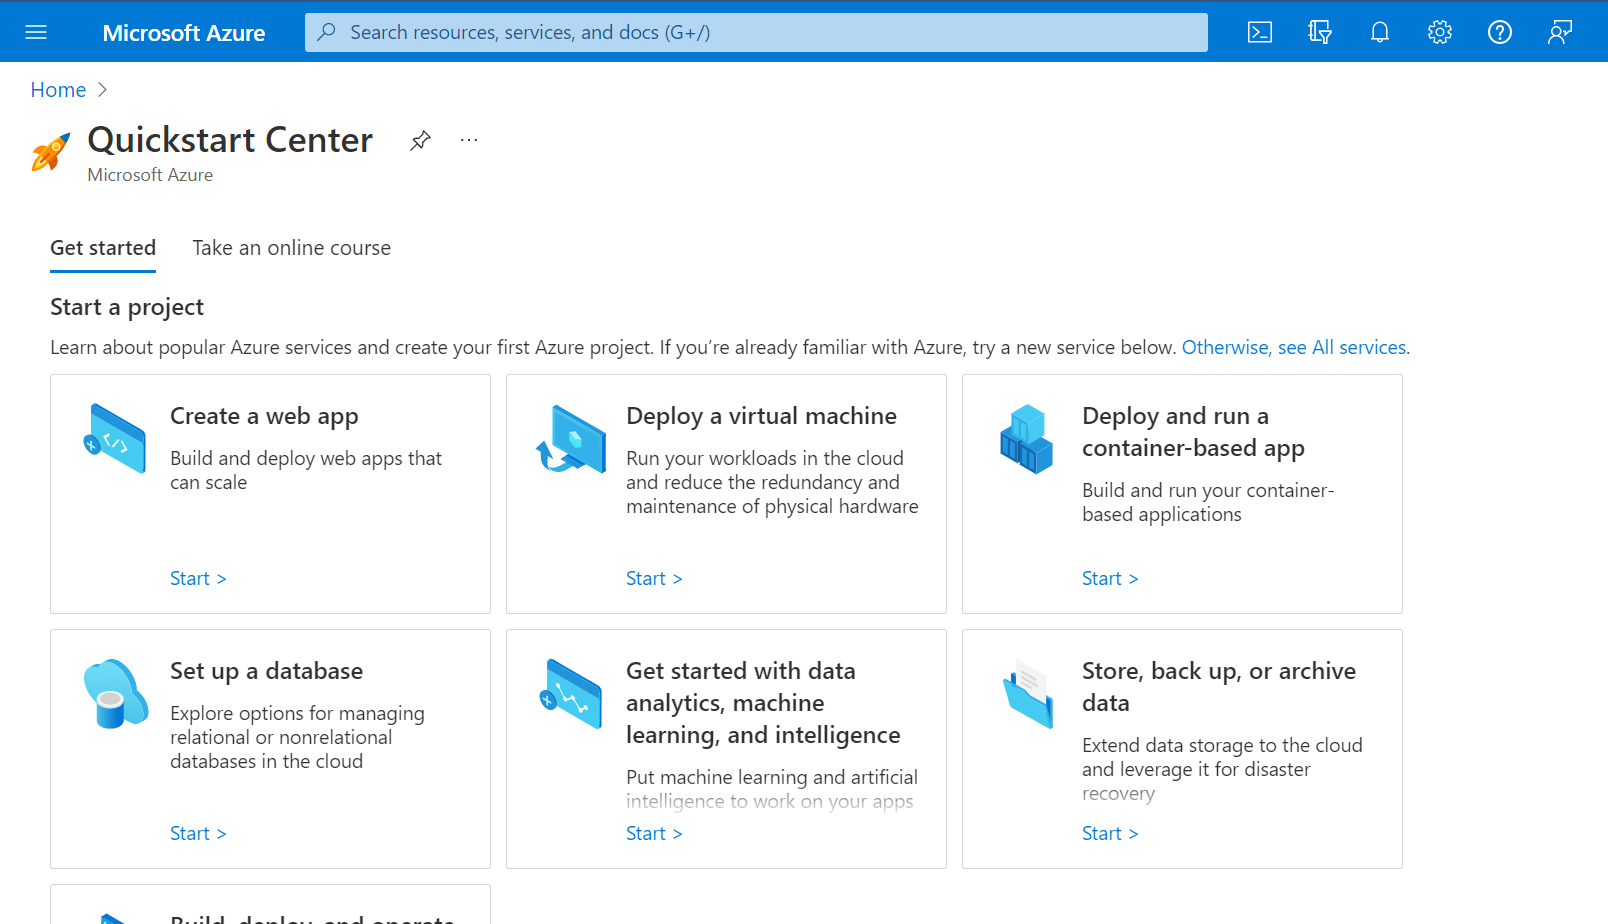 Microsoft Azure
Search resources, services, and docs (G+/)
Home
Quickstart Center
Microsoft Azure
Get started
Take an online course
Start a project
Learn about popular Azure services and create your first Azure project. If you’re already familiar with Azure, try a new service below. Otherwise, see All services.
Create a web app
Build and deploy web apps that
can scale
Start >
Deploy a virtual machine
Run your workloads in the cloud
and reduce the redundancy and
maintenance of physical hardware
Start >
Deploy and run a
container-based app
Build and run your container-
based applications
Start >
Set up a database
Explore options for managing
relational or nonrelational
databases in the cloud
Start >
Get started with data
analytics, machine
learning, and intelligence
Put machine learning and artificial
intelligence to work on your apps
Start >
Store, back up, or archive
data
Extend data storage to the cloud
and leverage it for disaster
recovery
Start >
Build, deploy, and operate